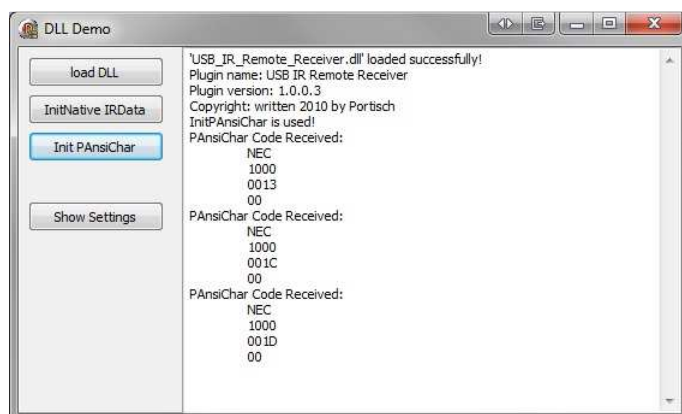 DLL Demo
load DLL
InitNative IRData
Init PAnsiChar
Show Settings
'USB_IR_Remote_Receiver.dll' loaded successfully!
Plugin name: USB IR Remote Receiver
Plugin version: 1.0.0.3
Copyright: written 2010 by Portisch
InitPAnsiChar is used!
PAnsiChar Code Received:
NEC
1000
0013
00
PAnsiChar Code Received:
NEC
1000
001C
00
PAnsiChar Code Received:
NEC
1000
001D
00